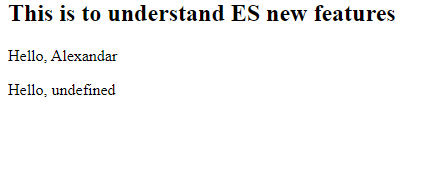 This is to understand ES new features
Hello, Alexandar
Hello, undefined